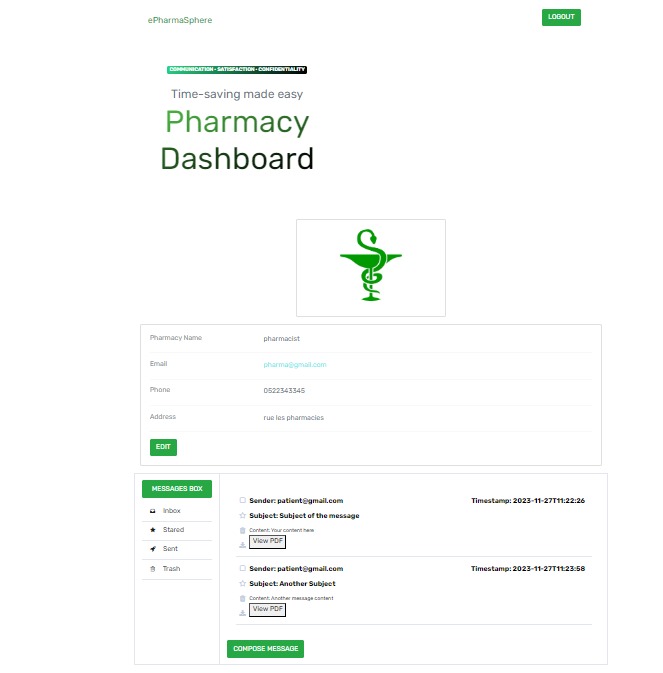 ePharmaSphere
LOGOUT
COMMUNICATION - SATISFACTION - CONFIDENTIALITY
Time-saving made easy
Pharmacy
Dashboard
Pharmacy Name pharmacist
Email pharma@gmail.com
Phone 0522343345
Address rue les pharmacies
EDIT
MESSAGES BOX
Inbox
Stared
Sent
Trash
Sender: patient@gmail.com Timestamp: 2023-11-27T11:22:26
Subject: Subject of the message
Content: Your content here
View PDF
Sender: patient@gmail.com Timestamp: 2023-11-27T11:23:58
Subject: Another Subject
Content: Another message content
View PDF
COMPOSE MESSAGE